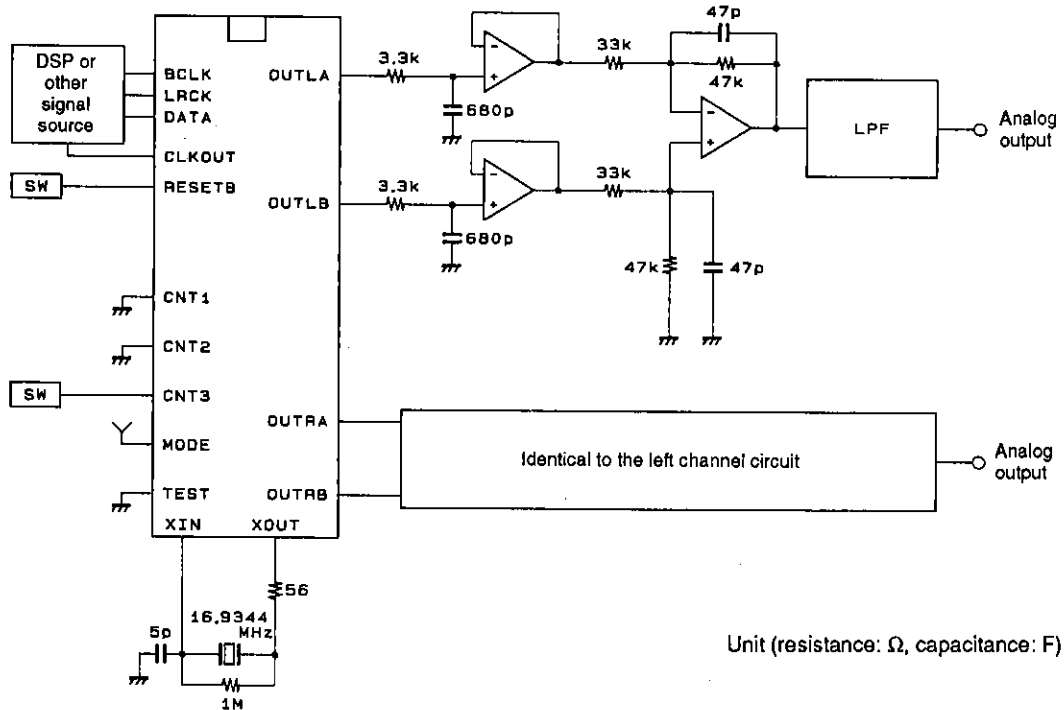 47p
DSP or
other
signal
source
BCLK
LRCK
DATA
CLKOUT
SW
RESETB
OUTLA
3.3k
680p
33k
47k
LPF
Analog
output
OUTLB
3.3k
680p
33k
47k
47p
CNT1
CNT2
SW
CNT3
MODE
TEST
OUTRA
OUTRB
Identical to the left channel circuit
Analog
output
XIN
XOUT
56
16.9344
MHz
5p
1M
Unit (resistance: Ω, capacitance: F)